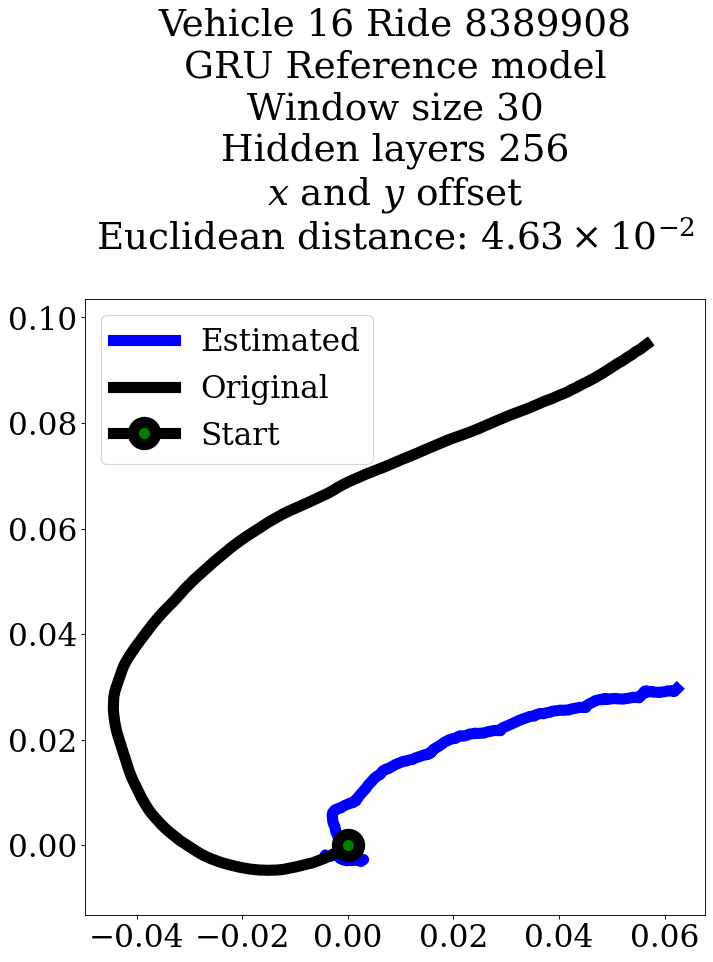 Vehicle 16 Ride 8389908
GRU Reference model
Window size 30
Hidden layers 256
x and y offset
Euclidean distance: 4.63 × 10⁻²
Estimated
Original
Start
0.10
0.08
0.06
0.04
0.02
0.00
−0.04 −0.02 0.00 0.02 0.04 0.06